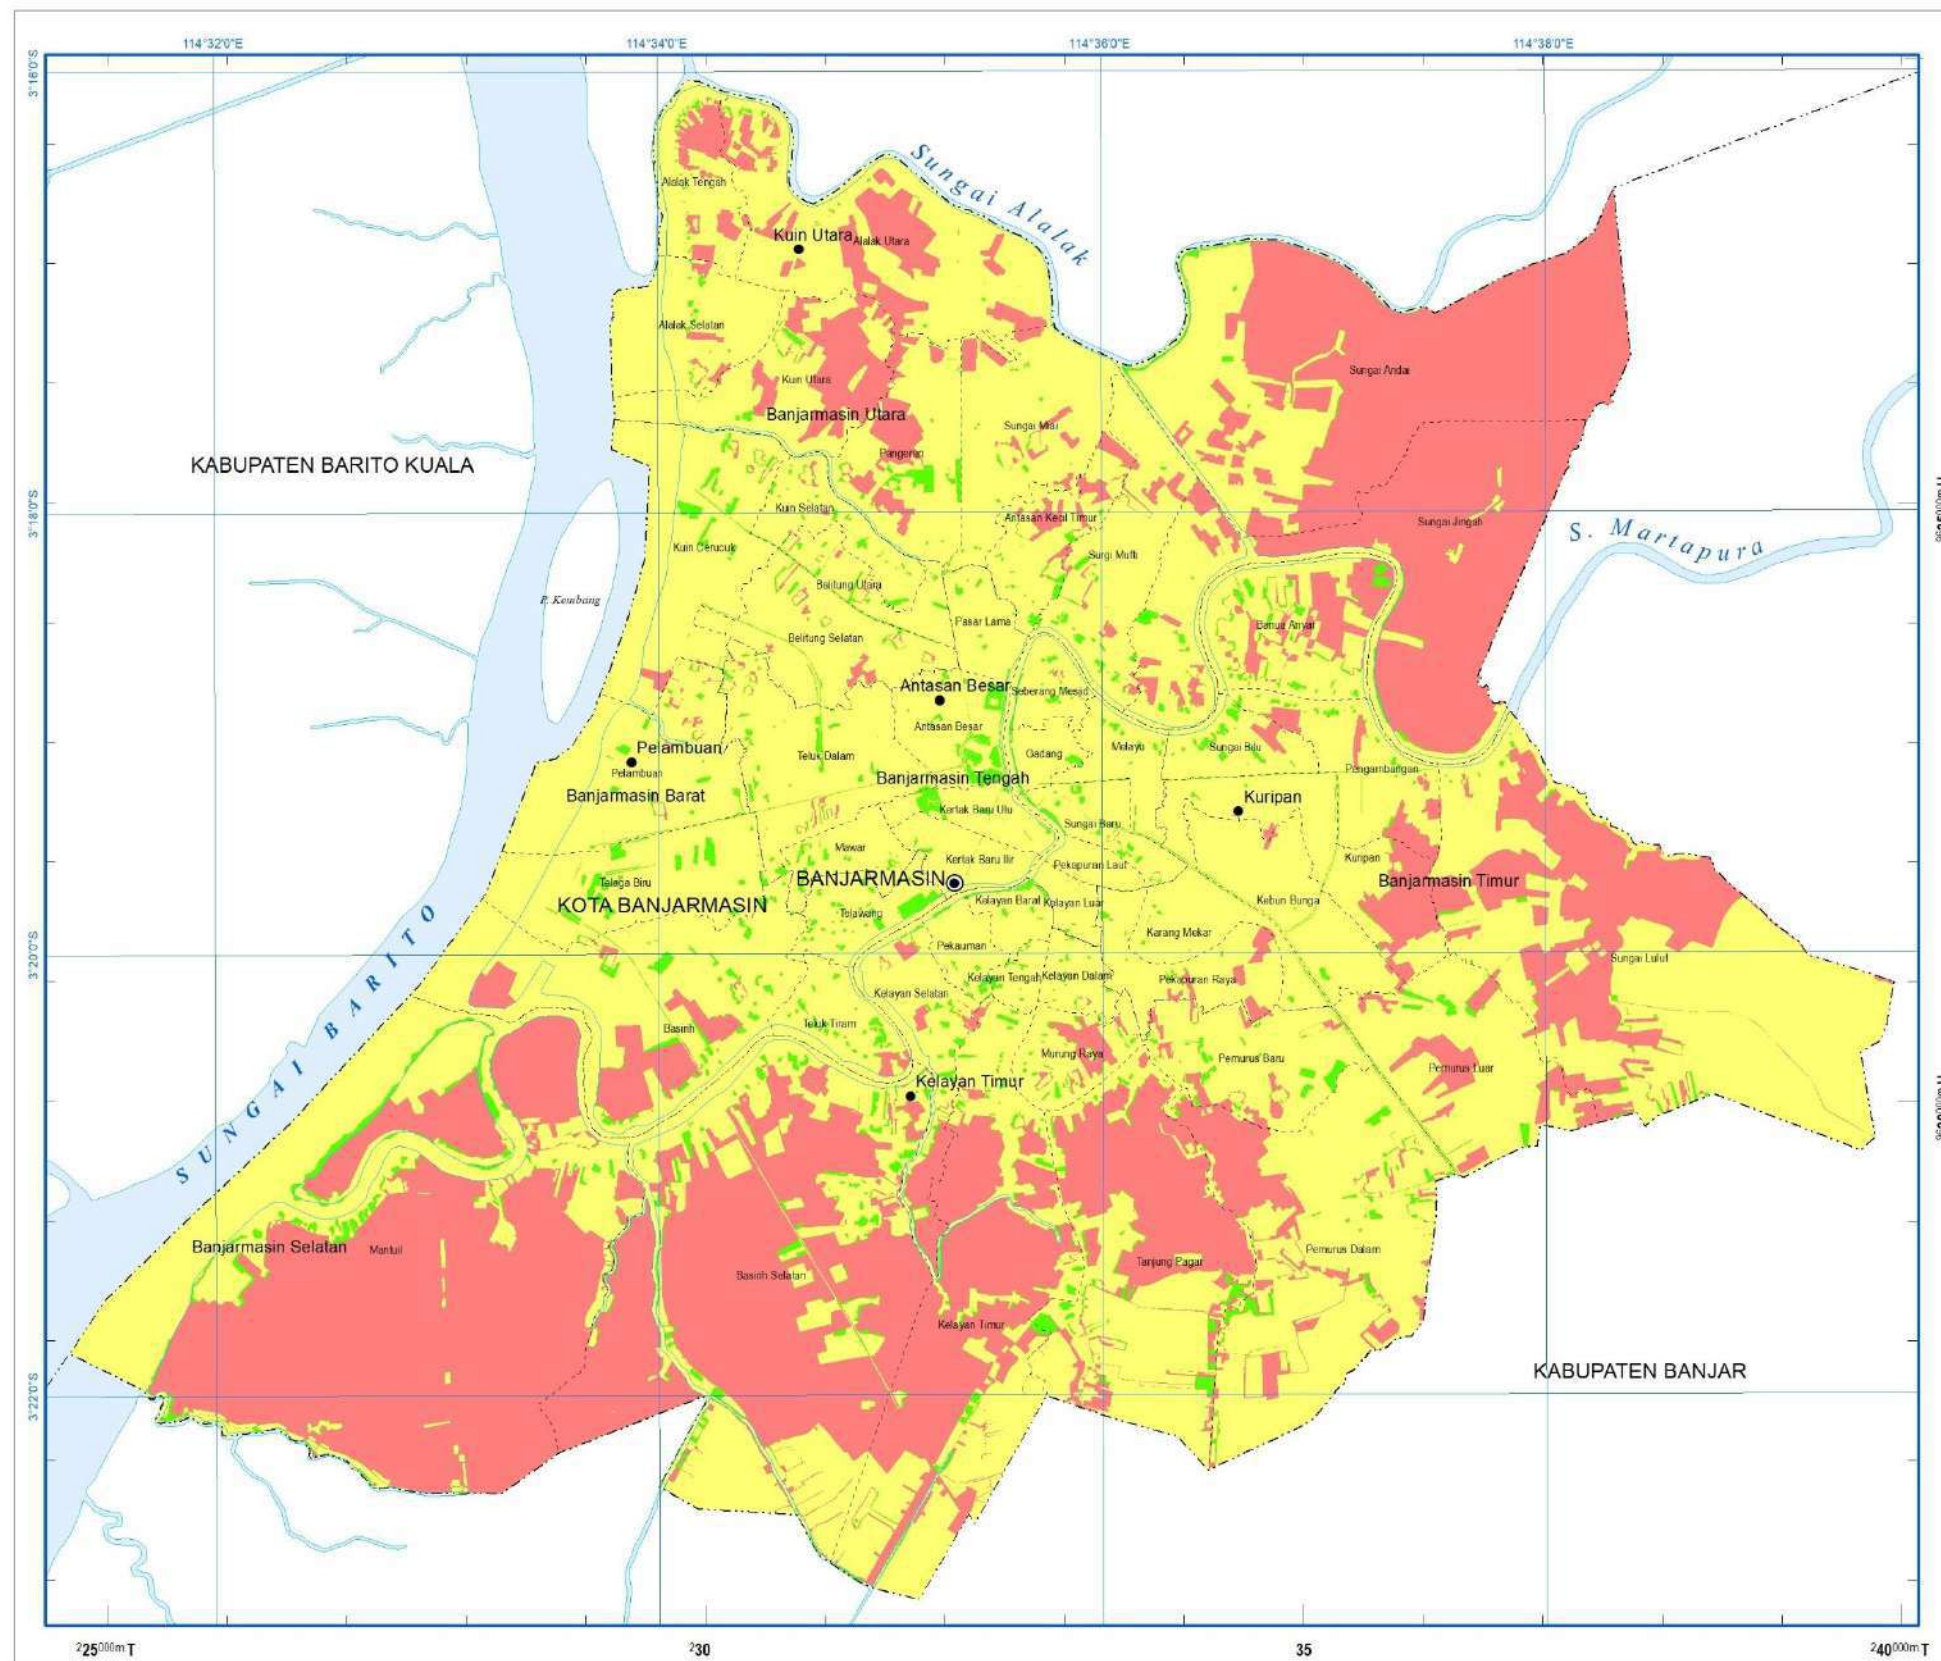 114°32'0"E
114°34'0"E
114°36'0"E
114°38'0"E
3°16'0"S
3°18'0"S
3°20'0"S
3°22'0"S
Sungai Alalak
Alalak Tengah
Kuin Utara
Alalak Utara
Alalak Selatan
Sungai Andai
Kuin Utara
Banjarmasin Utara
Sungai Miai
Pangeran
KABUPATEN BARITO KUALA
Kuin Selatan
Antasan Kecil Timur
Sungai Jingah
S. Martapura
Kuin Cerucuk
Surgi Mufti
Belitung Utara
P. Kembang
Pasar Lama
Banua Anyar
Belitung Selatan
Antasan Besar
Seberang Mesjid
Antasan Besar
Pelambuan
Teluk Dalam
Gadang
Melayu
Sungai Bilu
Pelambuan
Banjarmasin Tengah
Pengambangan
Banjarmasin Barat
Kuripan
Kertak Baru Ulu
Sungai Baru
Mawar
Kertak Baru Ilir
Pekapuran Laut
Kuripan
BANJARMASIN
Telaga Biru
Banjarmasin Timur
KOTA BANJARMASIN
Telawang
Kelayan Barat
Kelayan Luar
Kebun Bunga
Pekauman
Karang Mekar
Sungai Lulut
Kelayan Tengah
Kelayan Dalam
Pekapuran Raya
Kelayan Selatan
Basirih
Teluk Tiram
Murung Raya
Pemurus Baru
Pemurus Luar
SUNGAI BARITO
Kelayan Timur
Banjarmasin Selatan
Mantuil
Pemurus Dalam
Tanjung Pagar
Basirih Selatan
Kelayan Timur
KABUPATEN BANJAR
225000m T
230
35
240000m T